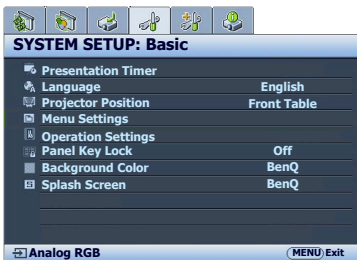 SYSTEM SETUP: Basic
Presentation Timer
Language English
Projector Position Front Table
Menu Settings
Operation Settings
Panel Key Lock Off
Background Color BenQ
Splash Screen BenQ
Analog RGB MENU Exit